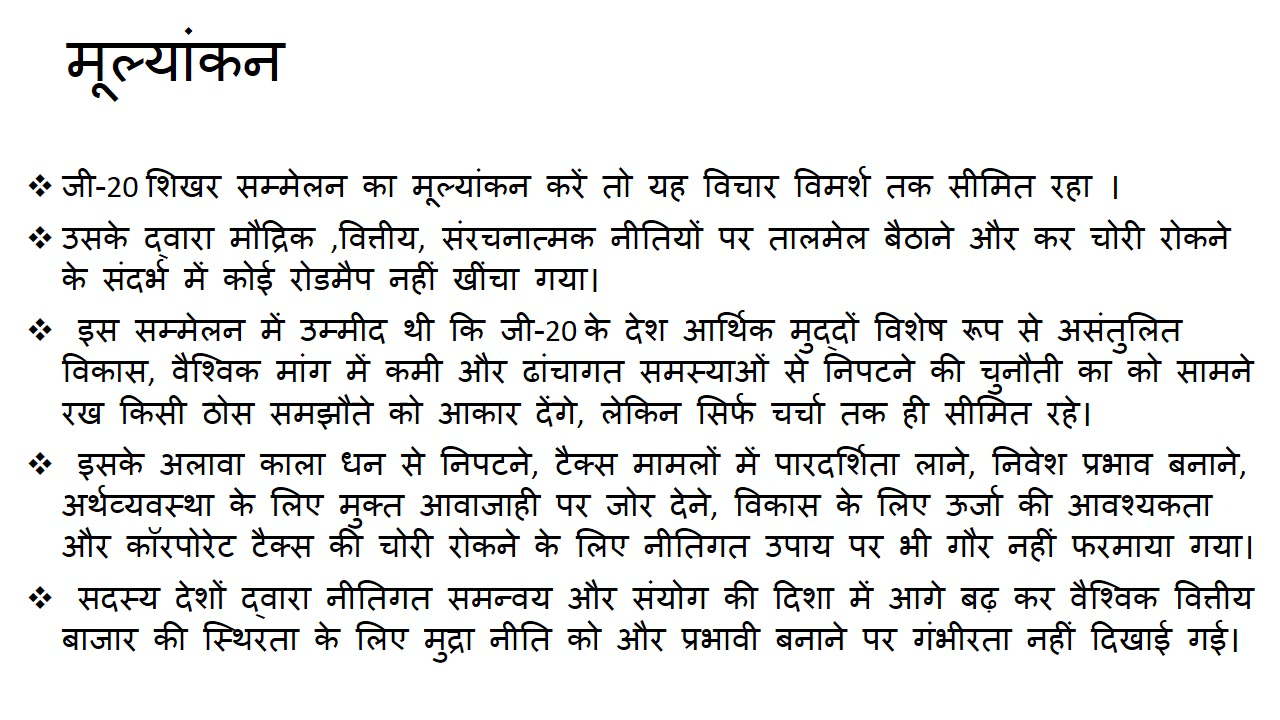 मूल्यांकन
❖ जी-20 शिखर सम्मेलन का मूल्यांकन करें तो यह विचार विमर्श तक सीमित रहा ।
❖ उसके द्वारा मौद्रिक ,वित्तीय, संरचनात्मक नीतियों पर तालमेल बैठाने और कर चोरी रोकने
के संदर्भ में कोई रोडमैप नहीं खींचा गया।
❖ इस सम्मेलन में उम्मीद थी कि जी-20 के देश आर्थिक मुद्दों विशेष रूप से असंतुलित
विकास, वैश्विक मांग में कमी और ढांचागत समस्याओं से निपटने की चुनौती का को सामने
रख किसी ठोस समझौते को आकार देंगे, लेकिन सिर्फ चर्चा तक ही सीमित रहे।
❖ इसके अलावा काला धन से निपटने, टैक्स मामलों में पारदर्शिता लाने, निवेश प्रभाव बनाने,
अर्थव्यवस्था के लिए मुक्त आवाजाही पर जोर देने, विकास के लिए ऊर्जा की आवश्यकता
और कॉरपोरेट टैक्स की चोरी रोकने के लिए नीतिगत उपाय पर भी गौर नहीं फरमाया गया।
❖ सदस्य देशों द्वारा नीतिगत समन्वय और संयोग की दिशा में आगे बढ़ कर वैश्विक वित्तीय
बाजार की स्थिरता के लिए मुद्रा नीति को और प्रभावी बनाने पर गंभीरता नहीं दिखाई गई।